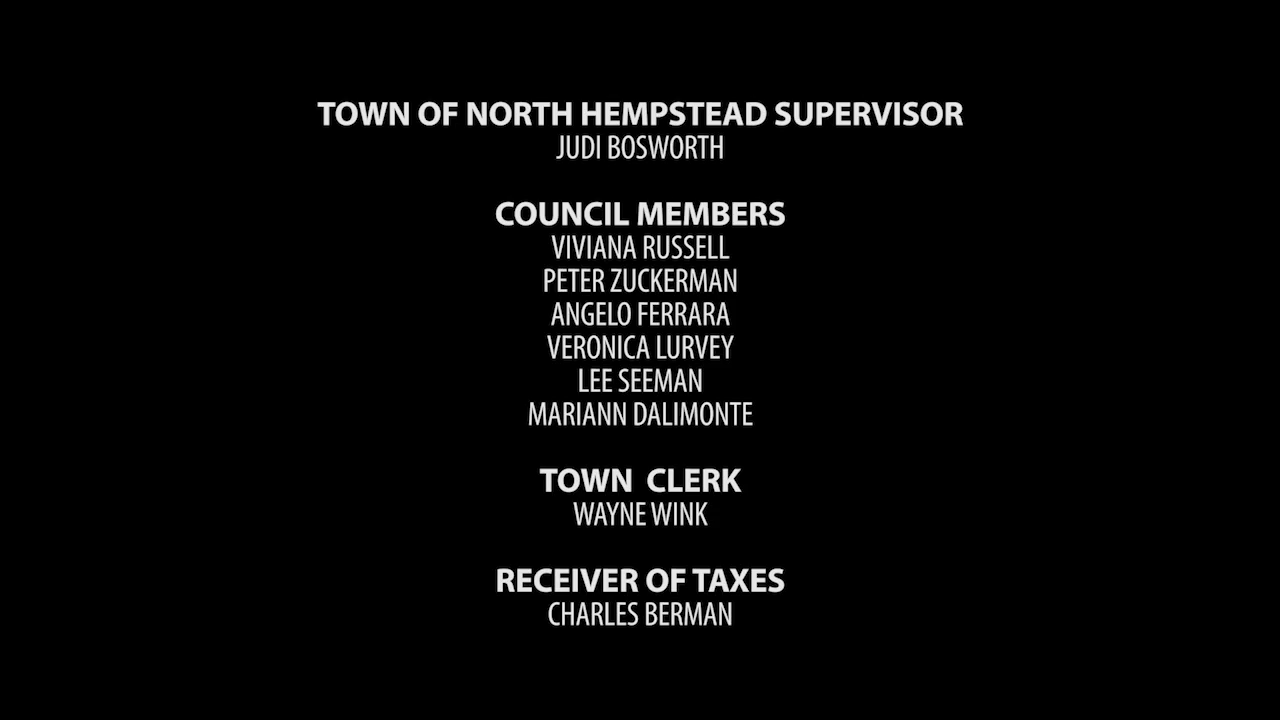 TOWN OF NORTH HEMPSTEAD SUPERVISOR
JUDI BOSWORTH
COUNCIL MEMBERS
VIVIANA RUSSELL
PETER ZUCKERMAN
ANGELO FERRARA
VERONICA LURVEY
LEE SEEMAN
MARIANN DALIMONTE
TOWN CLERK
WAYNE WINK
RECEIVER OF TAXES
CHARLES BERMAN